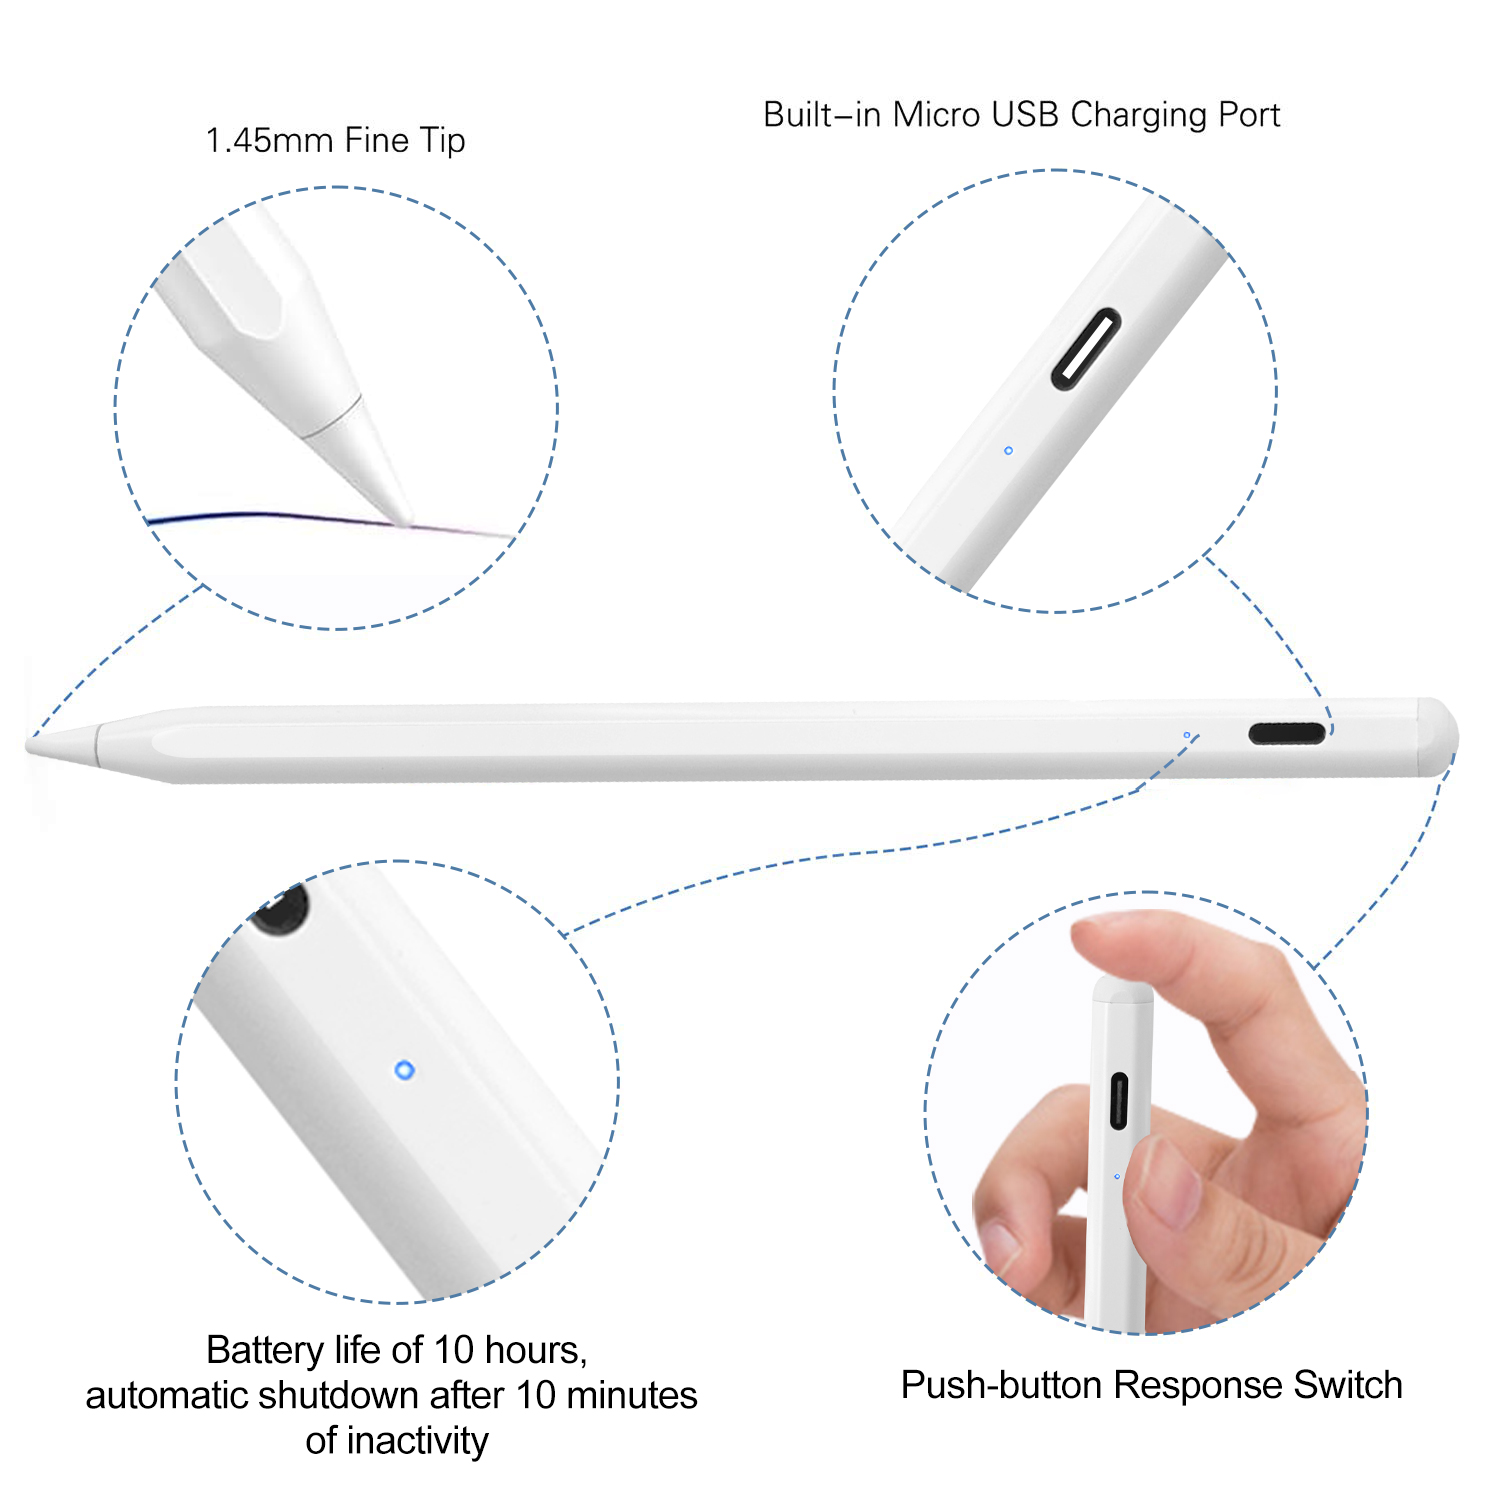 Built-in Micro USB Charging Port
1.45mm Fine Tip
Battery life of 10 hours,
automatic shutdown after 10 minutes
of inactivity
Push-button Response Switch